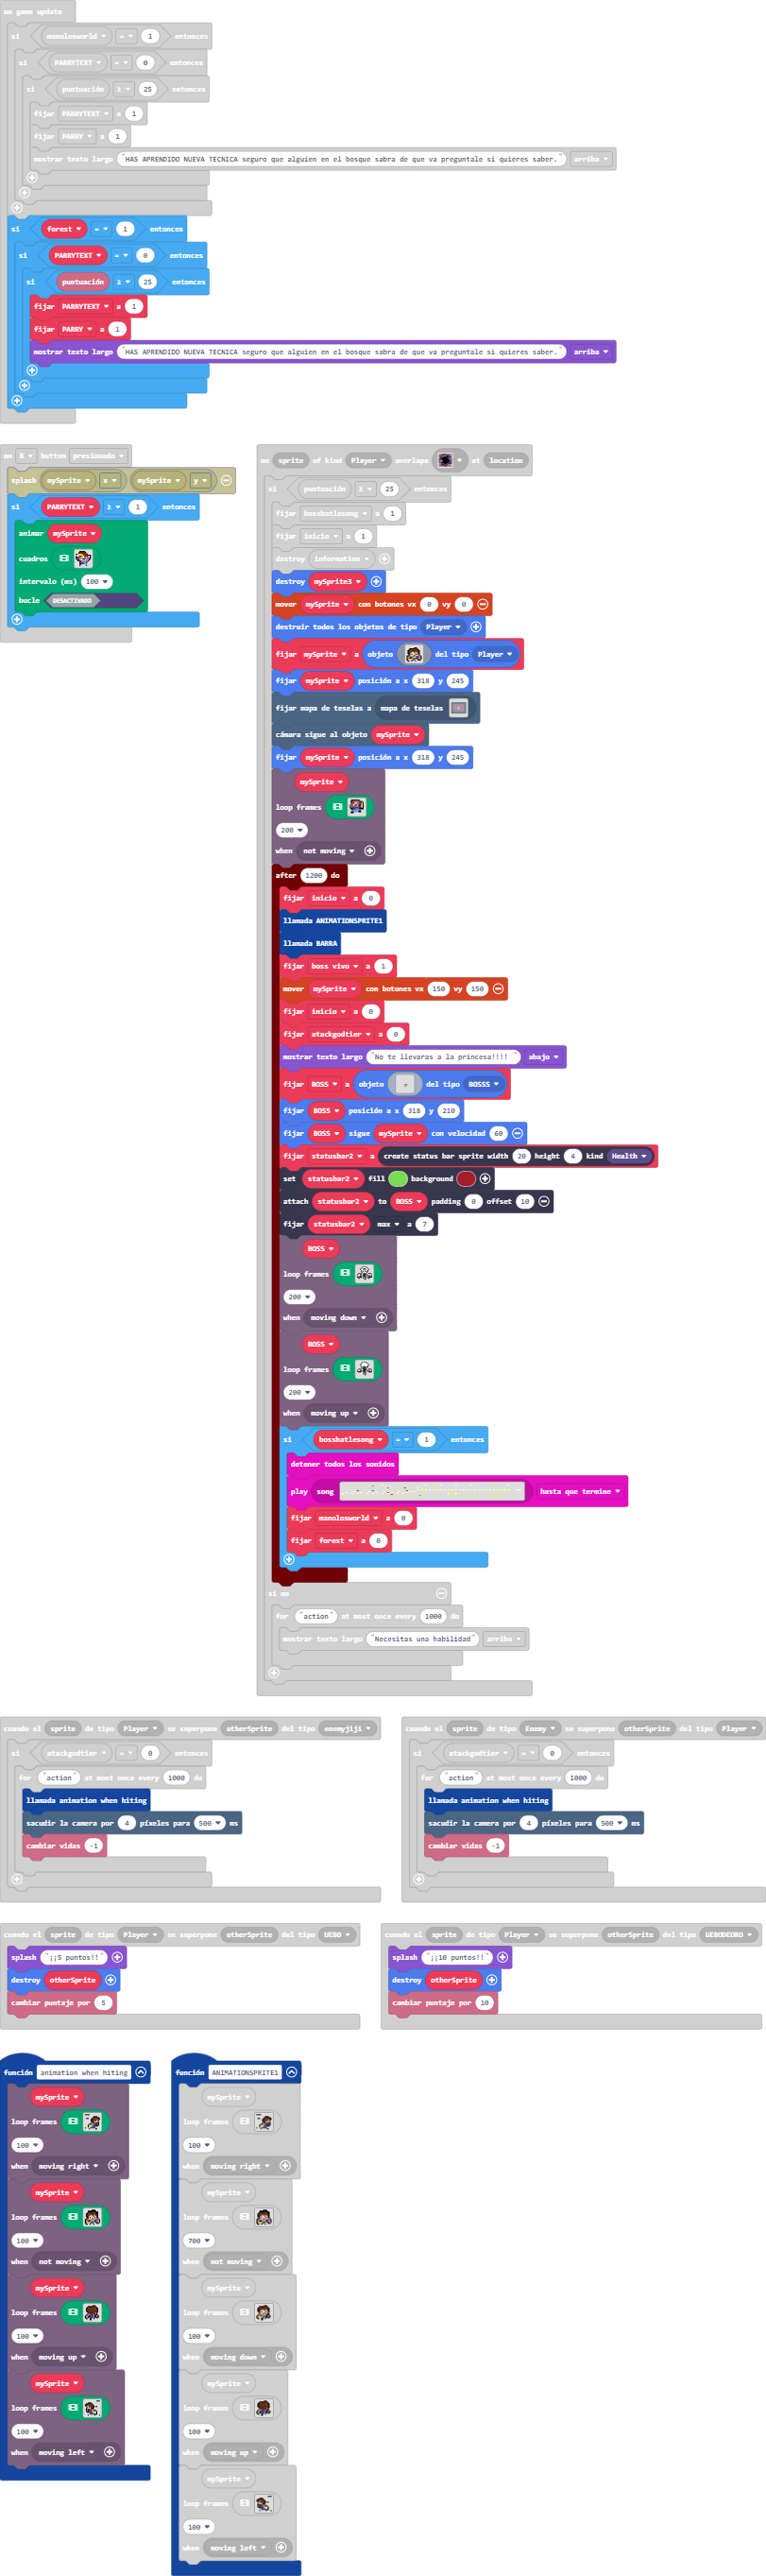 on game update
si manolosworld = 1 entonces
si PARRYTEXT = 0 entonces
si puntuación ≥ 25 entonces
fijar PARRYTEXT a 1
fijar PARRY a 1
mostrar texto largo "HAS APRENDIDO NUEVA TECNICA seguro que alguien en el bosque sabra de que va preguntale si quieres saber." arriba
si forest = 1 entonces
si PARRYTEXT = 0 entonces
si puntuación ≥ 25 entonces
fijar PARRYTEXT a 1
fijar PARRY a 1
mostrar texto largo "HAS APRENDIDO NUEVA TECNICA seguro que alguien en el bosque sabra de que va preguntale si quieres saber." arriba
on B button presionado
splash mySprite x mySprite y
si PARRYTEXT ≥ 1 entonces
animar mySprite
cuadros
intervalo (ms) 100
bucle DESACTIVADO
on sprite of kind Player overlaps at location
si puntuación ≥ 25 entonces
fijar bossbatlesong a 1
fijar inicio a 1
destroy information
destroy mySprite3
mover mySprite con botones vx 0 vy 0
destruir todos los objetos de tipo Player
fijar mySprite a objeto del tipo Player
fijar mySprite posición a x 318 y 245
fijar mapa de teselas a mapa de teselas
cámara sigue al objeto mySprite
fijar mySprite posición a x 318 y 245
mySprite
loop frames
200
when not moving
after 1200 do
fijar inicio a 0
llamada ANIMATIONSPRITE1
llamada BARRA
fijar boss vivo a 1
mover mySprite con botones vx 150 vy 150
fijar inicio a 0
fijar atackgodtier a 0
mostrar texto largo "No te llevaras a la princesa!!!! " abajo
fijar BOSS a objeto del tipo BOSSS
fijar BOSS posición a x 318 y 210
fijar BOSS sigue mySprite con velocidad 60
fijar statusbar2 a create status bar sprite width 20 height 4 kind Health
set statusbar2 fill background
attach statusbar2 to BOSS padding 0 offset 10
fijar statusbar2 max a 7
BOSS
loop frames
200
when moving down
BOSS
loop frames
200
when moving up
si bossbatlesong = 1 entonces
detener todos los sonidos
play song hasta que termine
fijar manolosworld a 0
fijar forest a 0
si no
for "action" at most once every 1000 do
mostrar texto largo "Necesitas una habilidad" arriba
cuando el sprite de tipo Player se superpone otherSprite del tipo enemyjiji
si atackgodtier = 0 entonces
for "action" at most once every 1000 do
llamada animation when hiting
sacudir la camera por 4 píxeles para 500 ms
cambiar vidas -1
cuando el sprite de tipo Enemy se superpone otherSprite del tipo Player
si atackgodtier = 0 entonces
for "action" at most once every 1000 do
llamada animation when hiting
sacudir la camera por 4 píxeles para 500 ms
cambiar vidas -1
cuando el sprite de tipo Player se superpone otherSprite del tipo UEBO
splash "¡¡5 puntos!!"
destroy otherSprite
cambiar puntaje por 5
cuando el sprite de tipo Player se superpone otherSprite del tipo UEBODEORO
splash "¡¡10 puntos!!"
destroy otherSprite
cambiar puntaje por 10
función animation when hiting
mySprite
loop frames
100
when moving right
mySprite
loop frames
100
when not moving
mySprite
loop frames
100
when moving up
mySprite
loop frames
100
when moving left
función ANIMATIONSPRITE1
mySprite
loop frames
100
when moving right
mySprite
loop frames
700
when not moving
mySprite
loop frames
100
when moving down
mySprite
loop frames
100
when moving up
mySprite
loop frames
100
when moving left